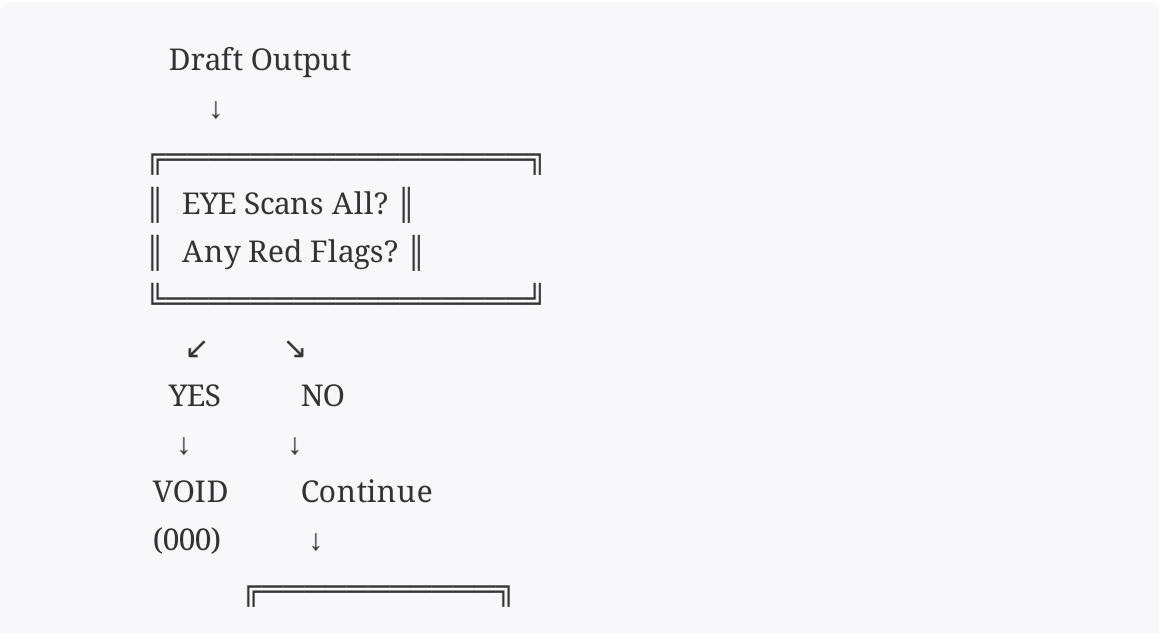 Draft Output
↓
╔══════════════════╗
║ EYE Scans All? ║
║ Any Red Flags? ║
╚══════════════════╝
↙ ↘
YES NO
↓ ↓
VOID Continue
(000) ↓
╔════════════╗